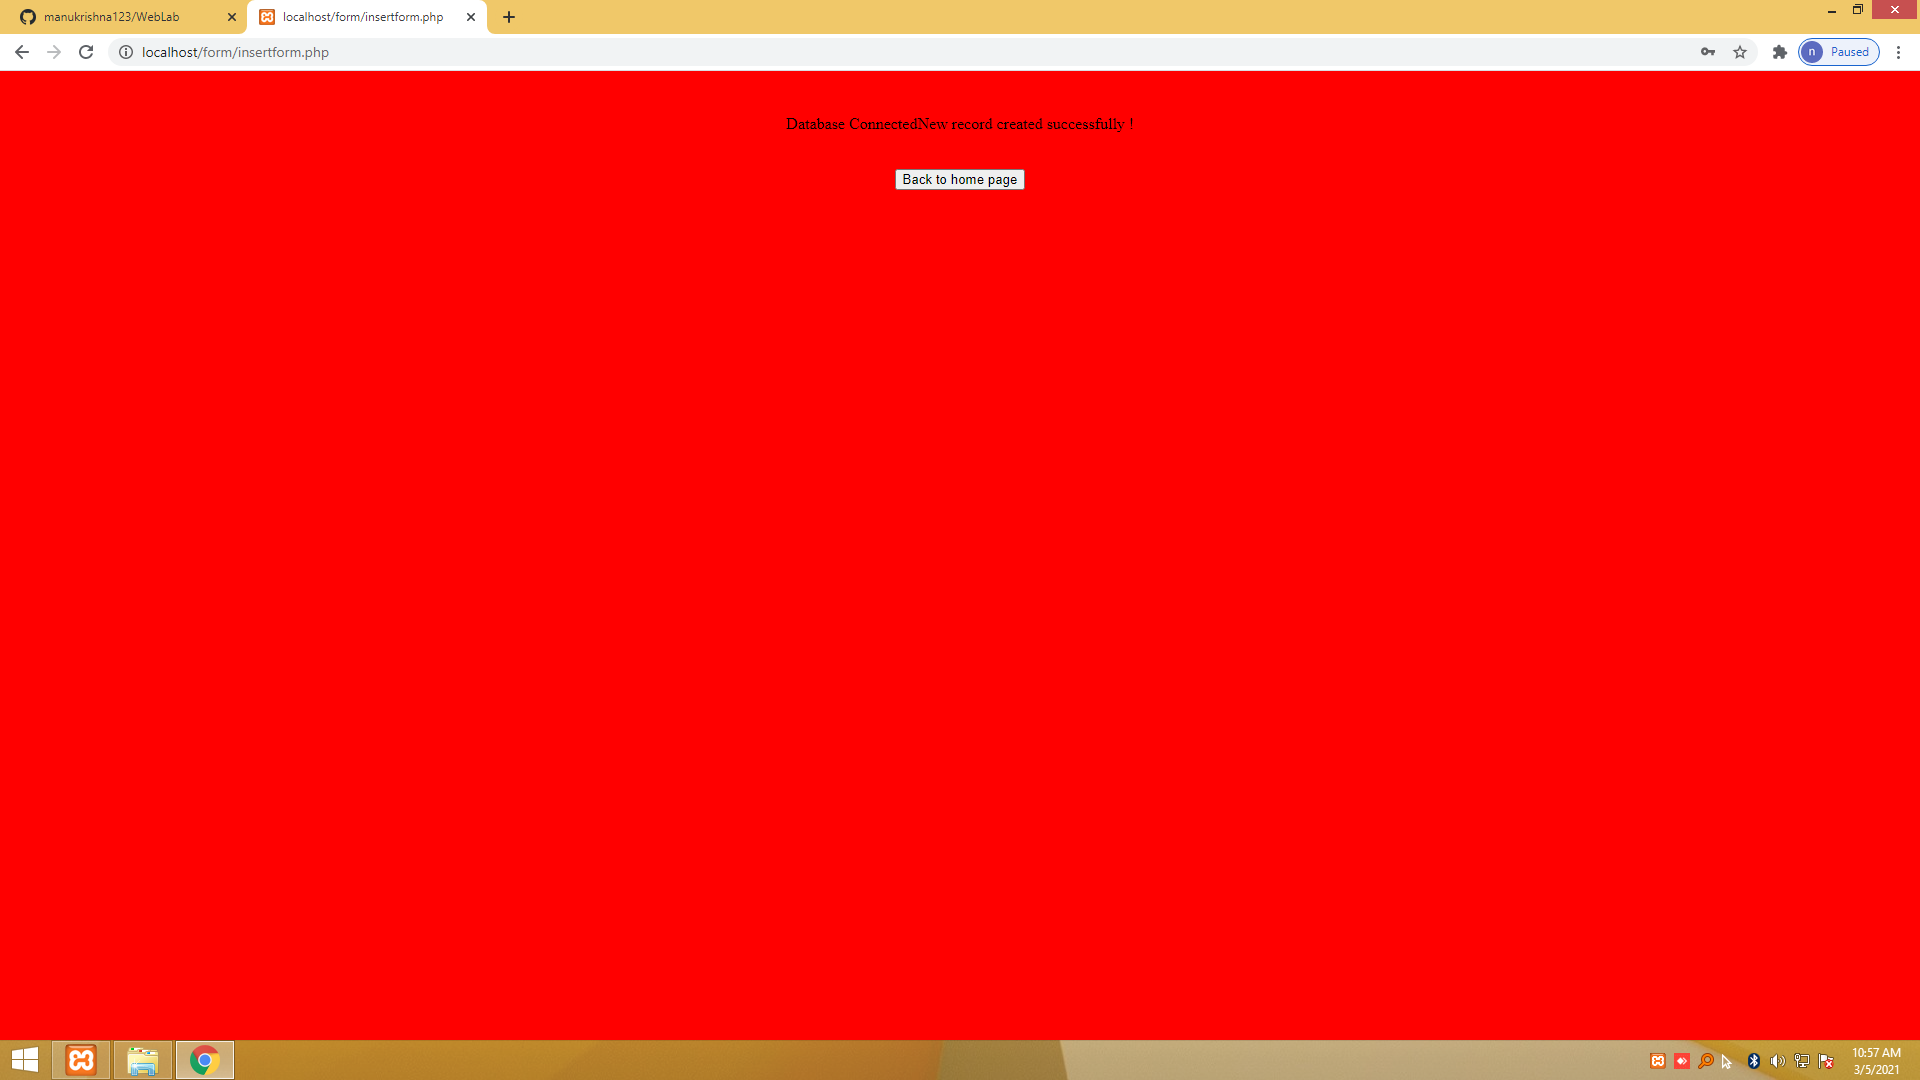 manukrishna123/WebLab
localhost/form/insertform.php
localhost/form/insertform.php
n
Paused
Database ConnectedNew record created successfully !
Back to home page
10:57 AM
3/5/2021